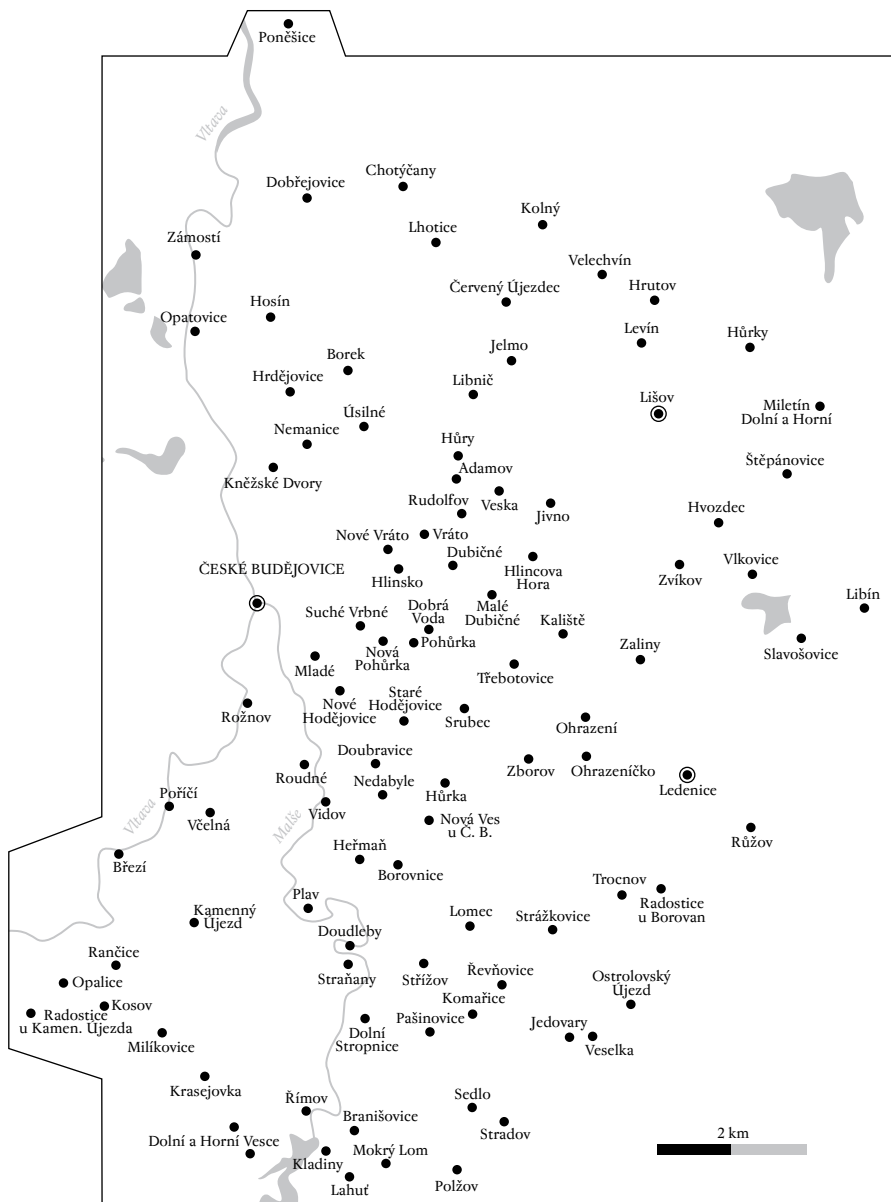 Poněšice
Vltava
Chotýčany
Dobřejovice
Kolný
Lhotice
Zámostí
Velechvín
Červený Újezdec
Hrutov
Hosín
Opatovice
Levín
Hůrky
Jelmo
Borek
Hrdějovice
Libnič
Lišov
Miletín
Dolní a Horní
Úsilné
Nemanice
Hůry
Štěpánovice
Adamov
Kněžské Dvory
Rudolfov
Veska
Jivno
Hvozdec
Nové Vráto
Vráto
Dubičné
ČESKÉ BUDĚJOVICE
Hlinsko
Hlincova
Hora
Zvíkov
Vlkovice
Libín
Suché Vrbné
Dobrá
Voda
Malé
Dubičné
Kaliště
Pohůrka
Nová
Pohůrka
Zaliny
Slavošovice
Mladé
Třebotovice
Nové
Hodějovice
Staré
Hodějovice
Rožnov
Srubec
Ohrazení
Doubravice
Roudné
Nedabyle
Hůrka
Zborov
Ohrazeníčko
Ledenice
Poříčí
Vltava
Včelná
Malše
Vidov
Nová Ves
u Č. B.
Růžov
Březí
Heřmaň
Borovnice
Trocnov
Radostice
u Borovan
Plav
Kamenný
Újezd
Lomec
Strážkovice
Doudleby
Rančice
Straňany
Střížov
Řevňovice
Ostrolovský
Újezd
Opalice
Kosov
Radostice
u Kamen. Újezda
Komařice
Pašinovice
Dolní
Stropnice
Jedovary
Veselka
Milíkovice
Krasejovka
Římov
Sedlo
Branišovice
Stradov
2 km
Dolní a Horní Vesce
Kladiny
Mokrý Lom
Lahuť
Polžov